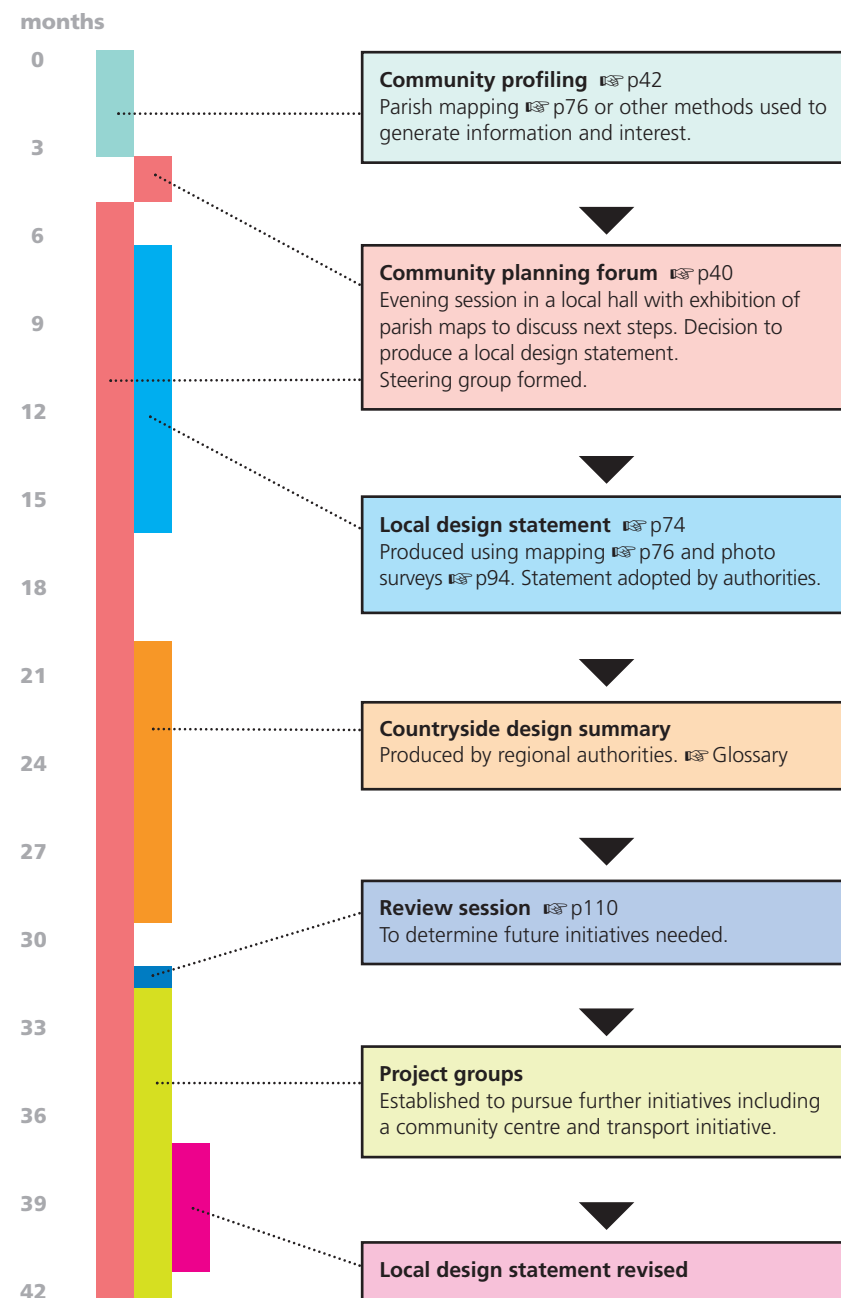 months
0
3
6
9
12
15
18
21
24
27
30
33
36
39
42
Community profiling ☞ p42
Parish mapping ☞ p76 or other methods used to
generate information and interest.
Community planning forum ☞ p40
Evening session in a local hall with exhibition of
parish maps to discuss next steps. Decision to
produce a local design statement.
Steering group formed.
Local design statement ☞ p74
Produced using mapping ☞ p76 and photo
surveys ☞ p94. Statement adopted by authorities.
Countryside design summary
Produced by regional authorities. ☞ Glossary
Review session ☞ p110
To determine future initiatives needed.
Project groups
Established to pursue further initiatives including
a community centre and transport initiative.
Local design statement revised